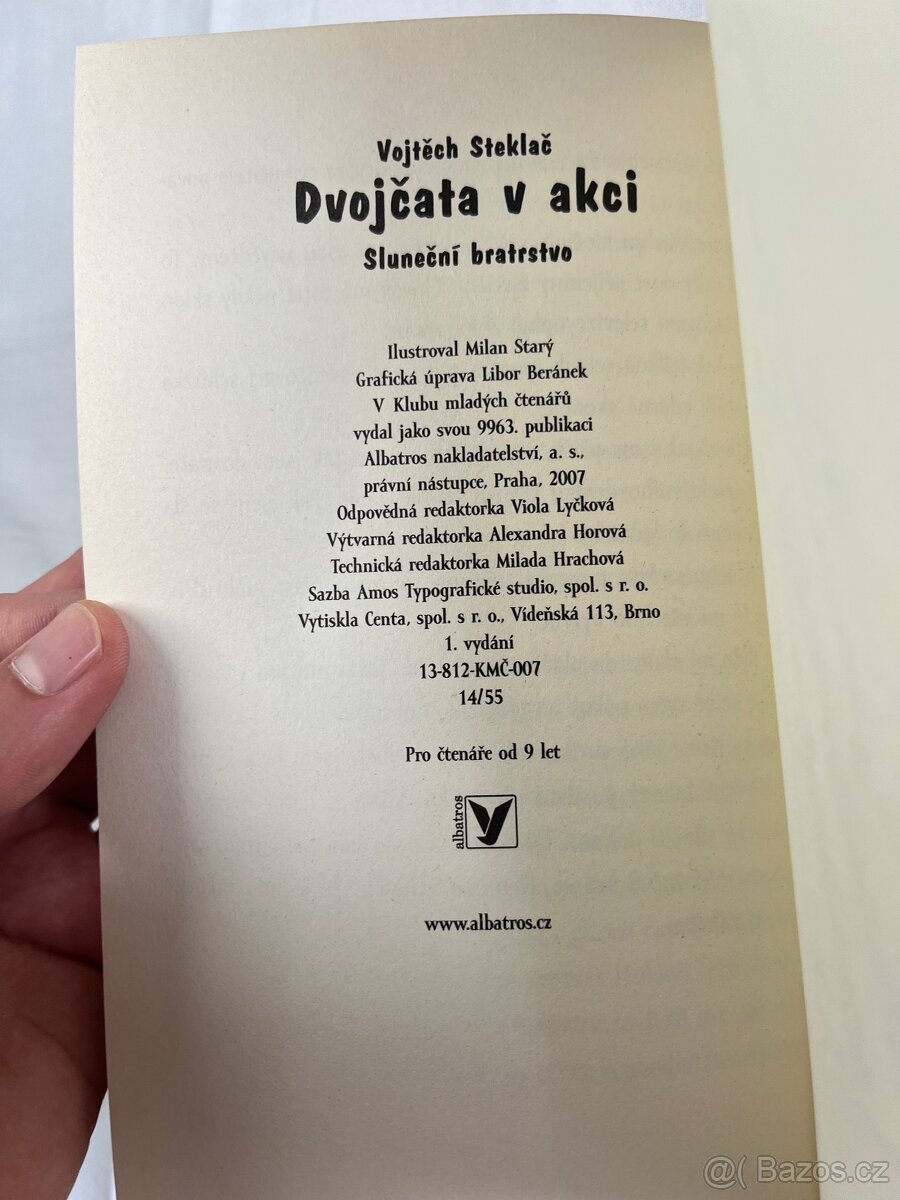 Vojtěch Steklač
Dvojčata v akci
Sluneční bratrstvo
Ilustroval Milan Starý
Grafická úprava Libor Beránek
V Klubu mladých čtenářů
vydal jako svou 9963. publikaci
Albatros nakladatelství, a. s.,
právní nástupce, Praha, 2007
Odpovědná redaktorka Viola Lyčková
Výtvarná redaktorka Alexandra Horová
Technická redaktorka Milada Hrachová
Sazba Amos Typografické studio, spol. s r. o.
Vytiskla Centa, spol. s r. o., Vídeňská 113, Brno
1. vydání
13-812-KMČ-007
14/55
Pro čtenáře od 9 let
albatros
www.albatros.cz
@( Bazos.cz